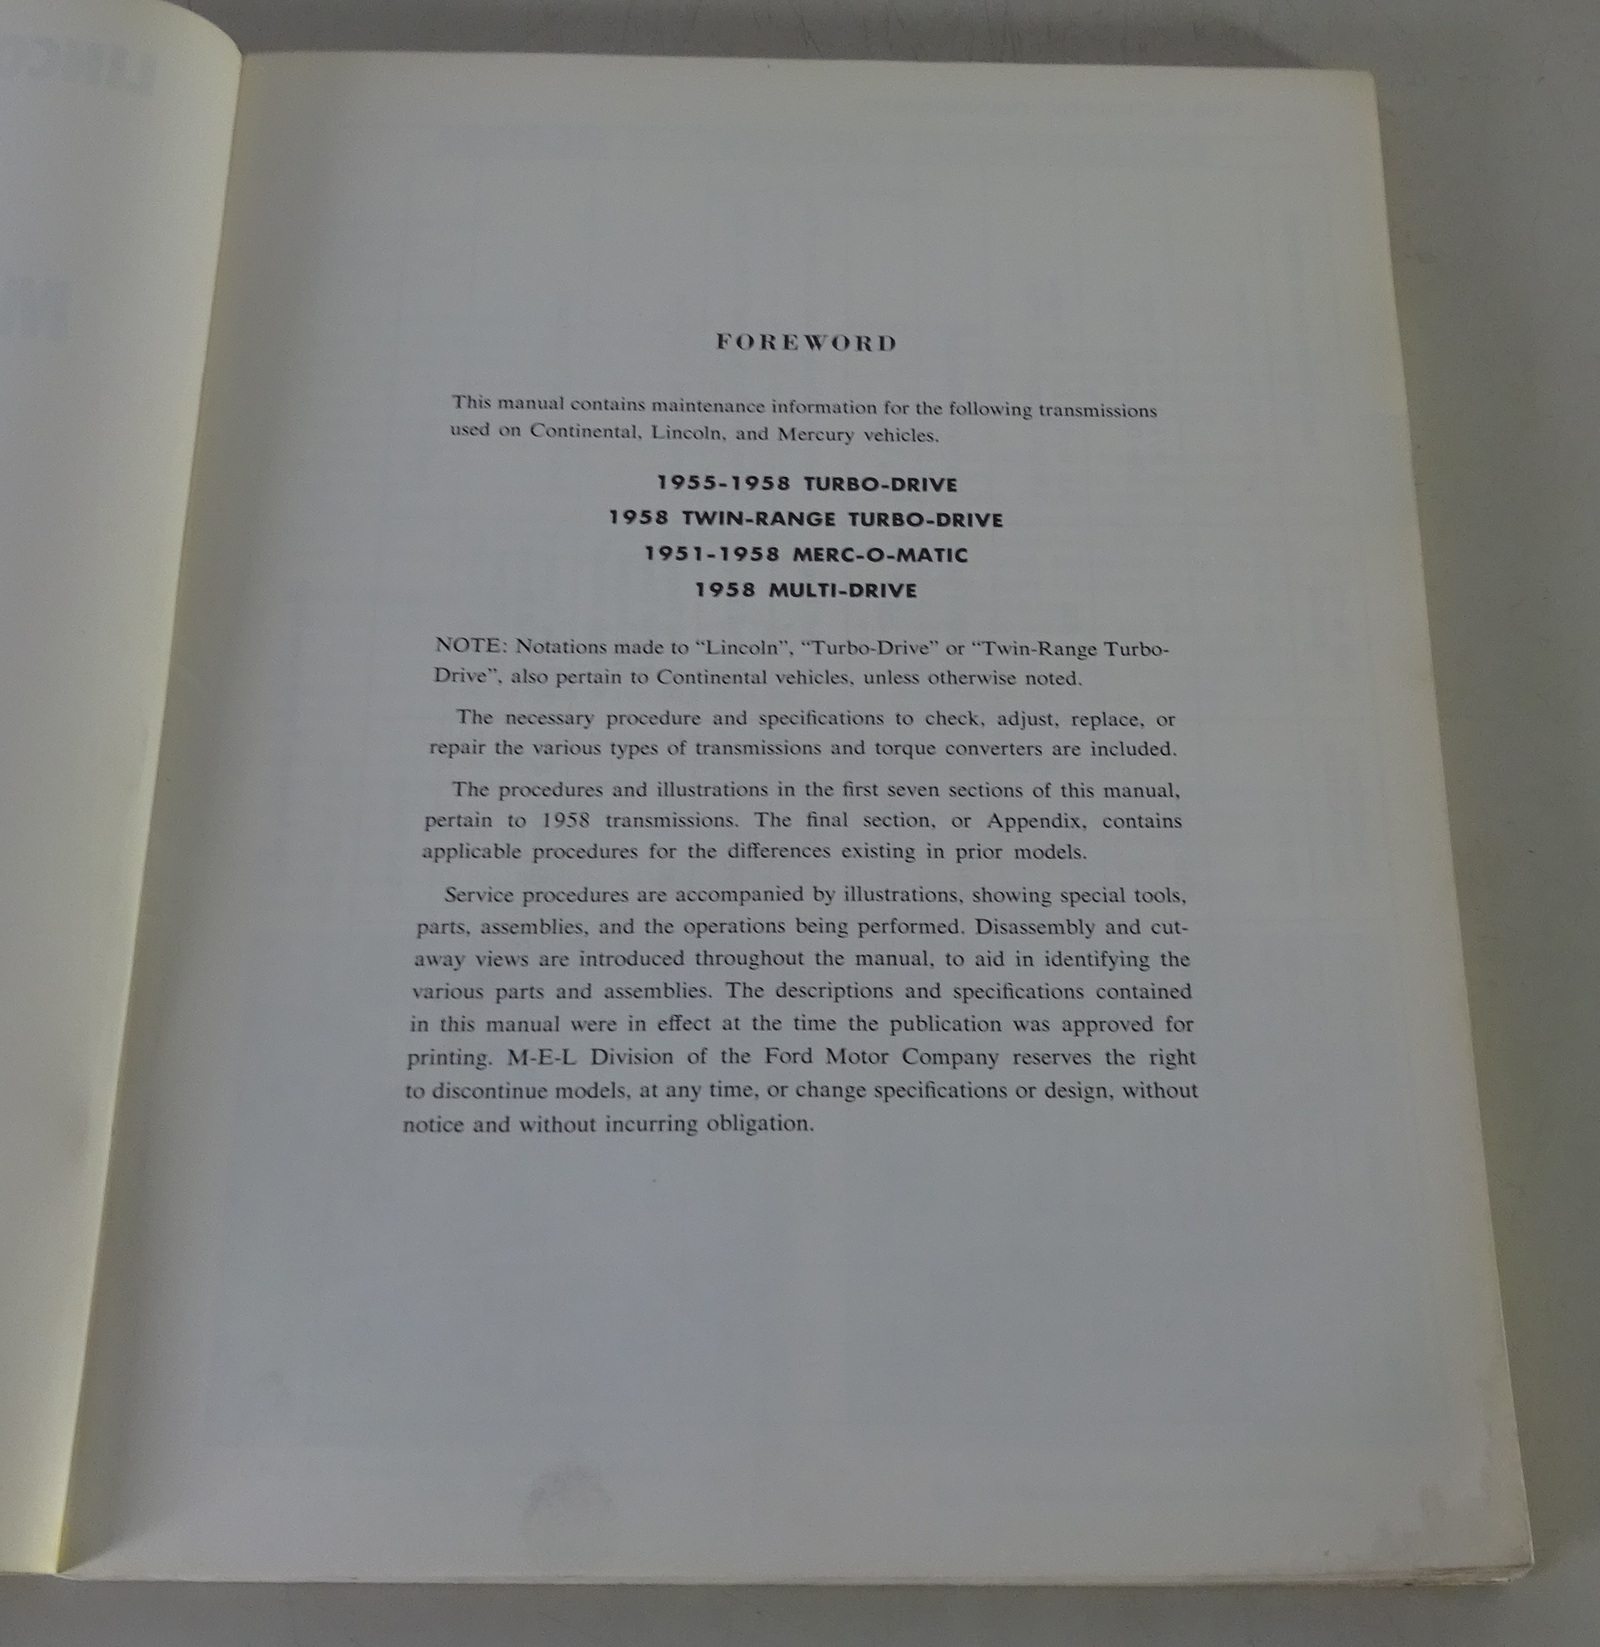 FOREWORD
This manual contains maintenance information for the following transmissions
used on Continental, Lincoln, and Mercury vehicles.
1955-1958 TURBO-DRIVE
1958 TWIN-RANGE TURBO-DRIVE
1951-1958 MERC-O-MATIC
1958 MULTI-DRIVE
NOTE: Notations made to “Lincoln”, “Turbo-Drive” or “Twin-Range Turbo-
Drive”, also pertain to Continental vehicles, unless otherwise noted.
The necessary procedure and specifications to check, adjust, replace, or
repair the various types of transmissions and torque converters are included.
The procedures and illustrations in the first seven sections of this manual,
pertain to 1958 transmissions. The final section, or Appendix, contains
applicable procedures for the differences existing in prior models.
Service procedures are accompanied by illustrations, showing special tools,
parts, assemblies, and the operations being performed. Disassembly and cut-
away views are introduced throughout the manual, to aid in identifying the
various parts and assemblies. The descriptions and specifications contained
in this manual were in effect at the time the publication was approved for
printing. M-E-L Division of the Ford Motor Company reserves the right
to discontinue models, at any time, or change specifications or design, without
notice and without incurring obligation.